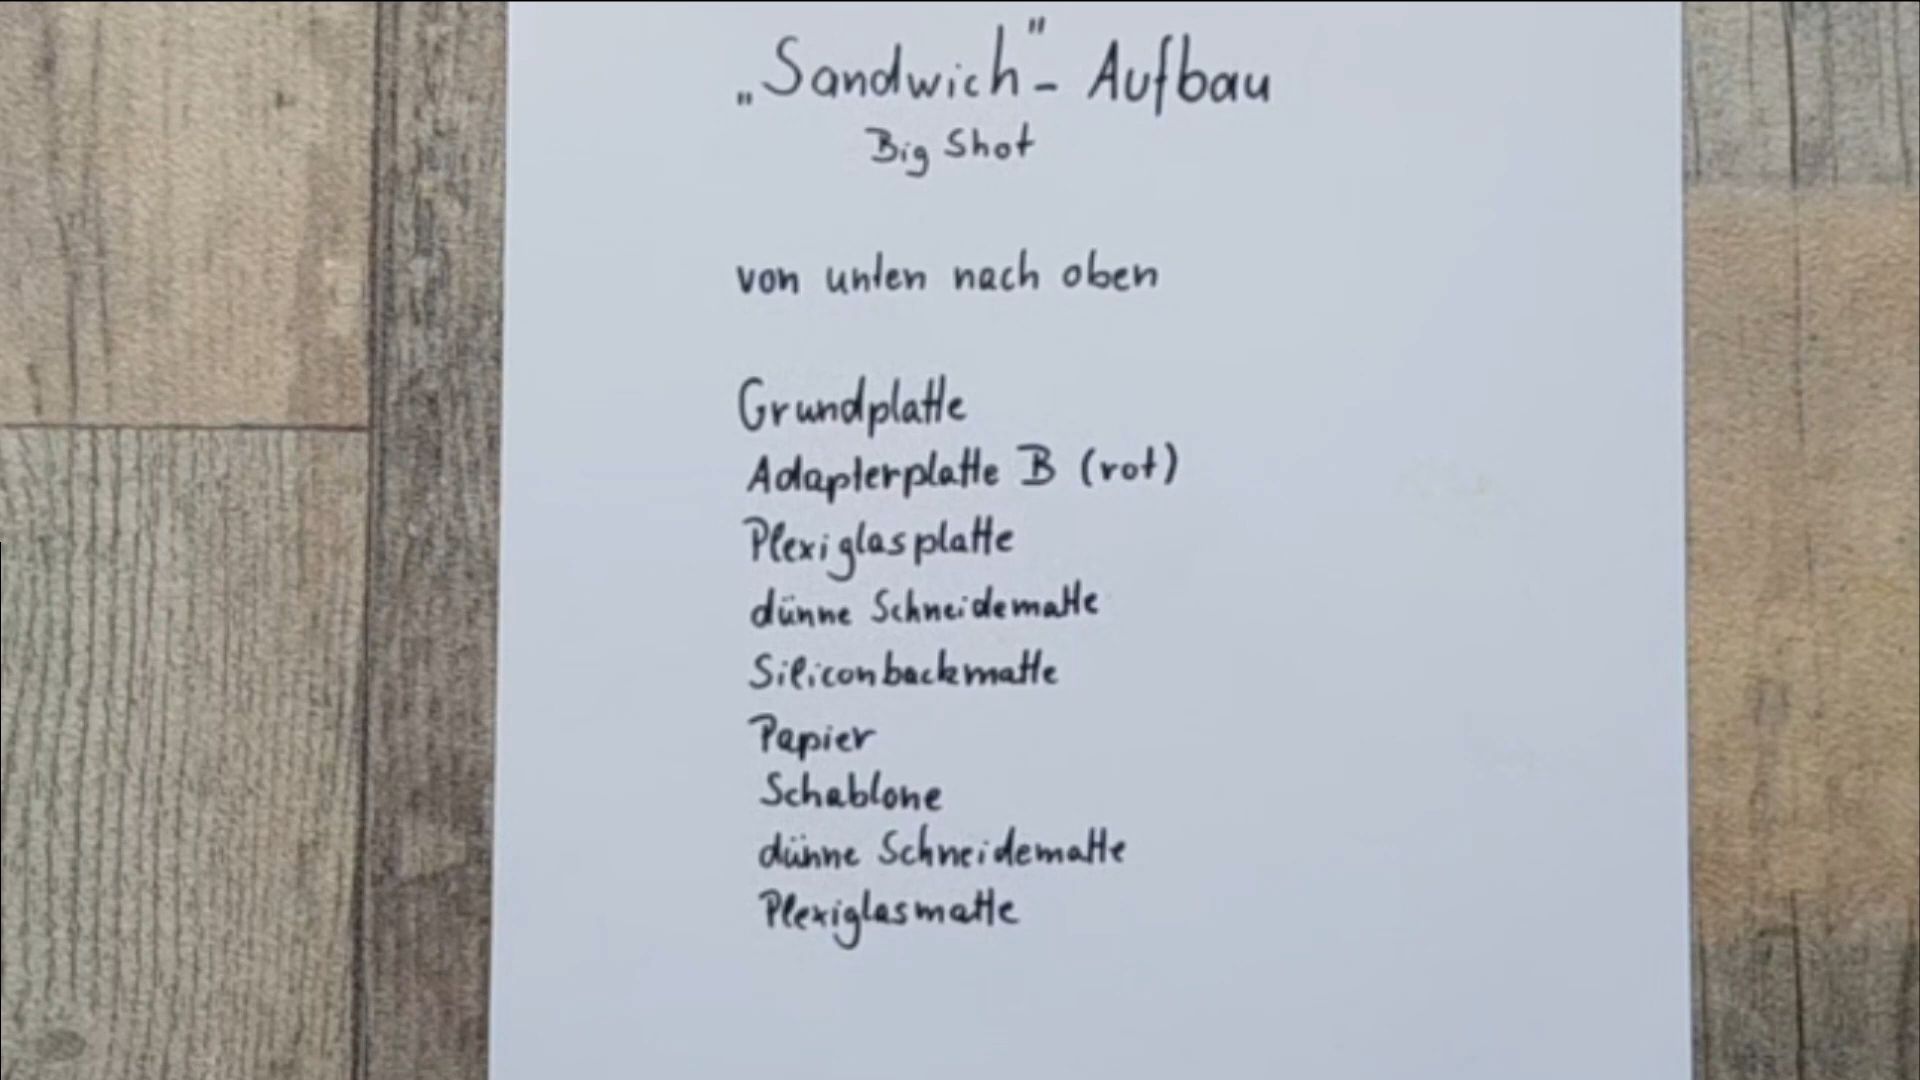 „Sandwich"- Aufbau
Big Shot
von unten nach oben
Grundplatte
Adapterplatte B (rot)
Plexiglasplatte
dünne Schneidematte
Siliconbackmatte
Papier
Schablone
dünne Schneidematte
Plexiglasmatte